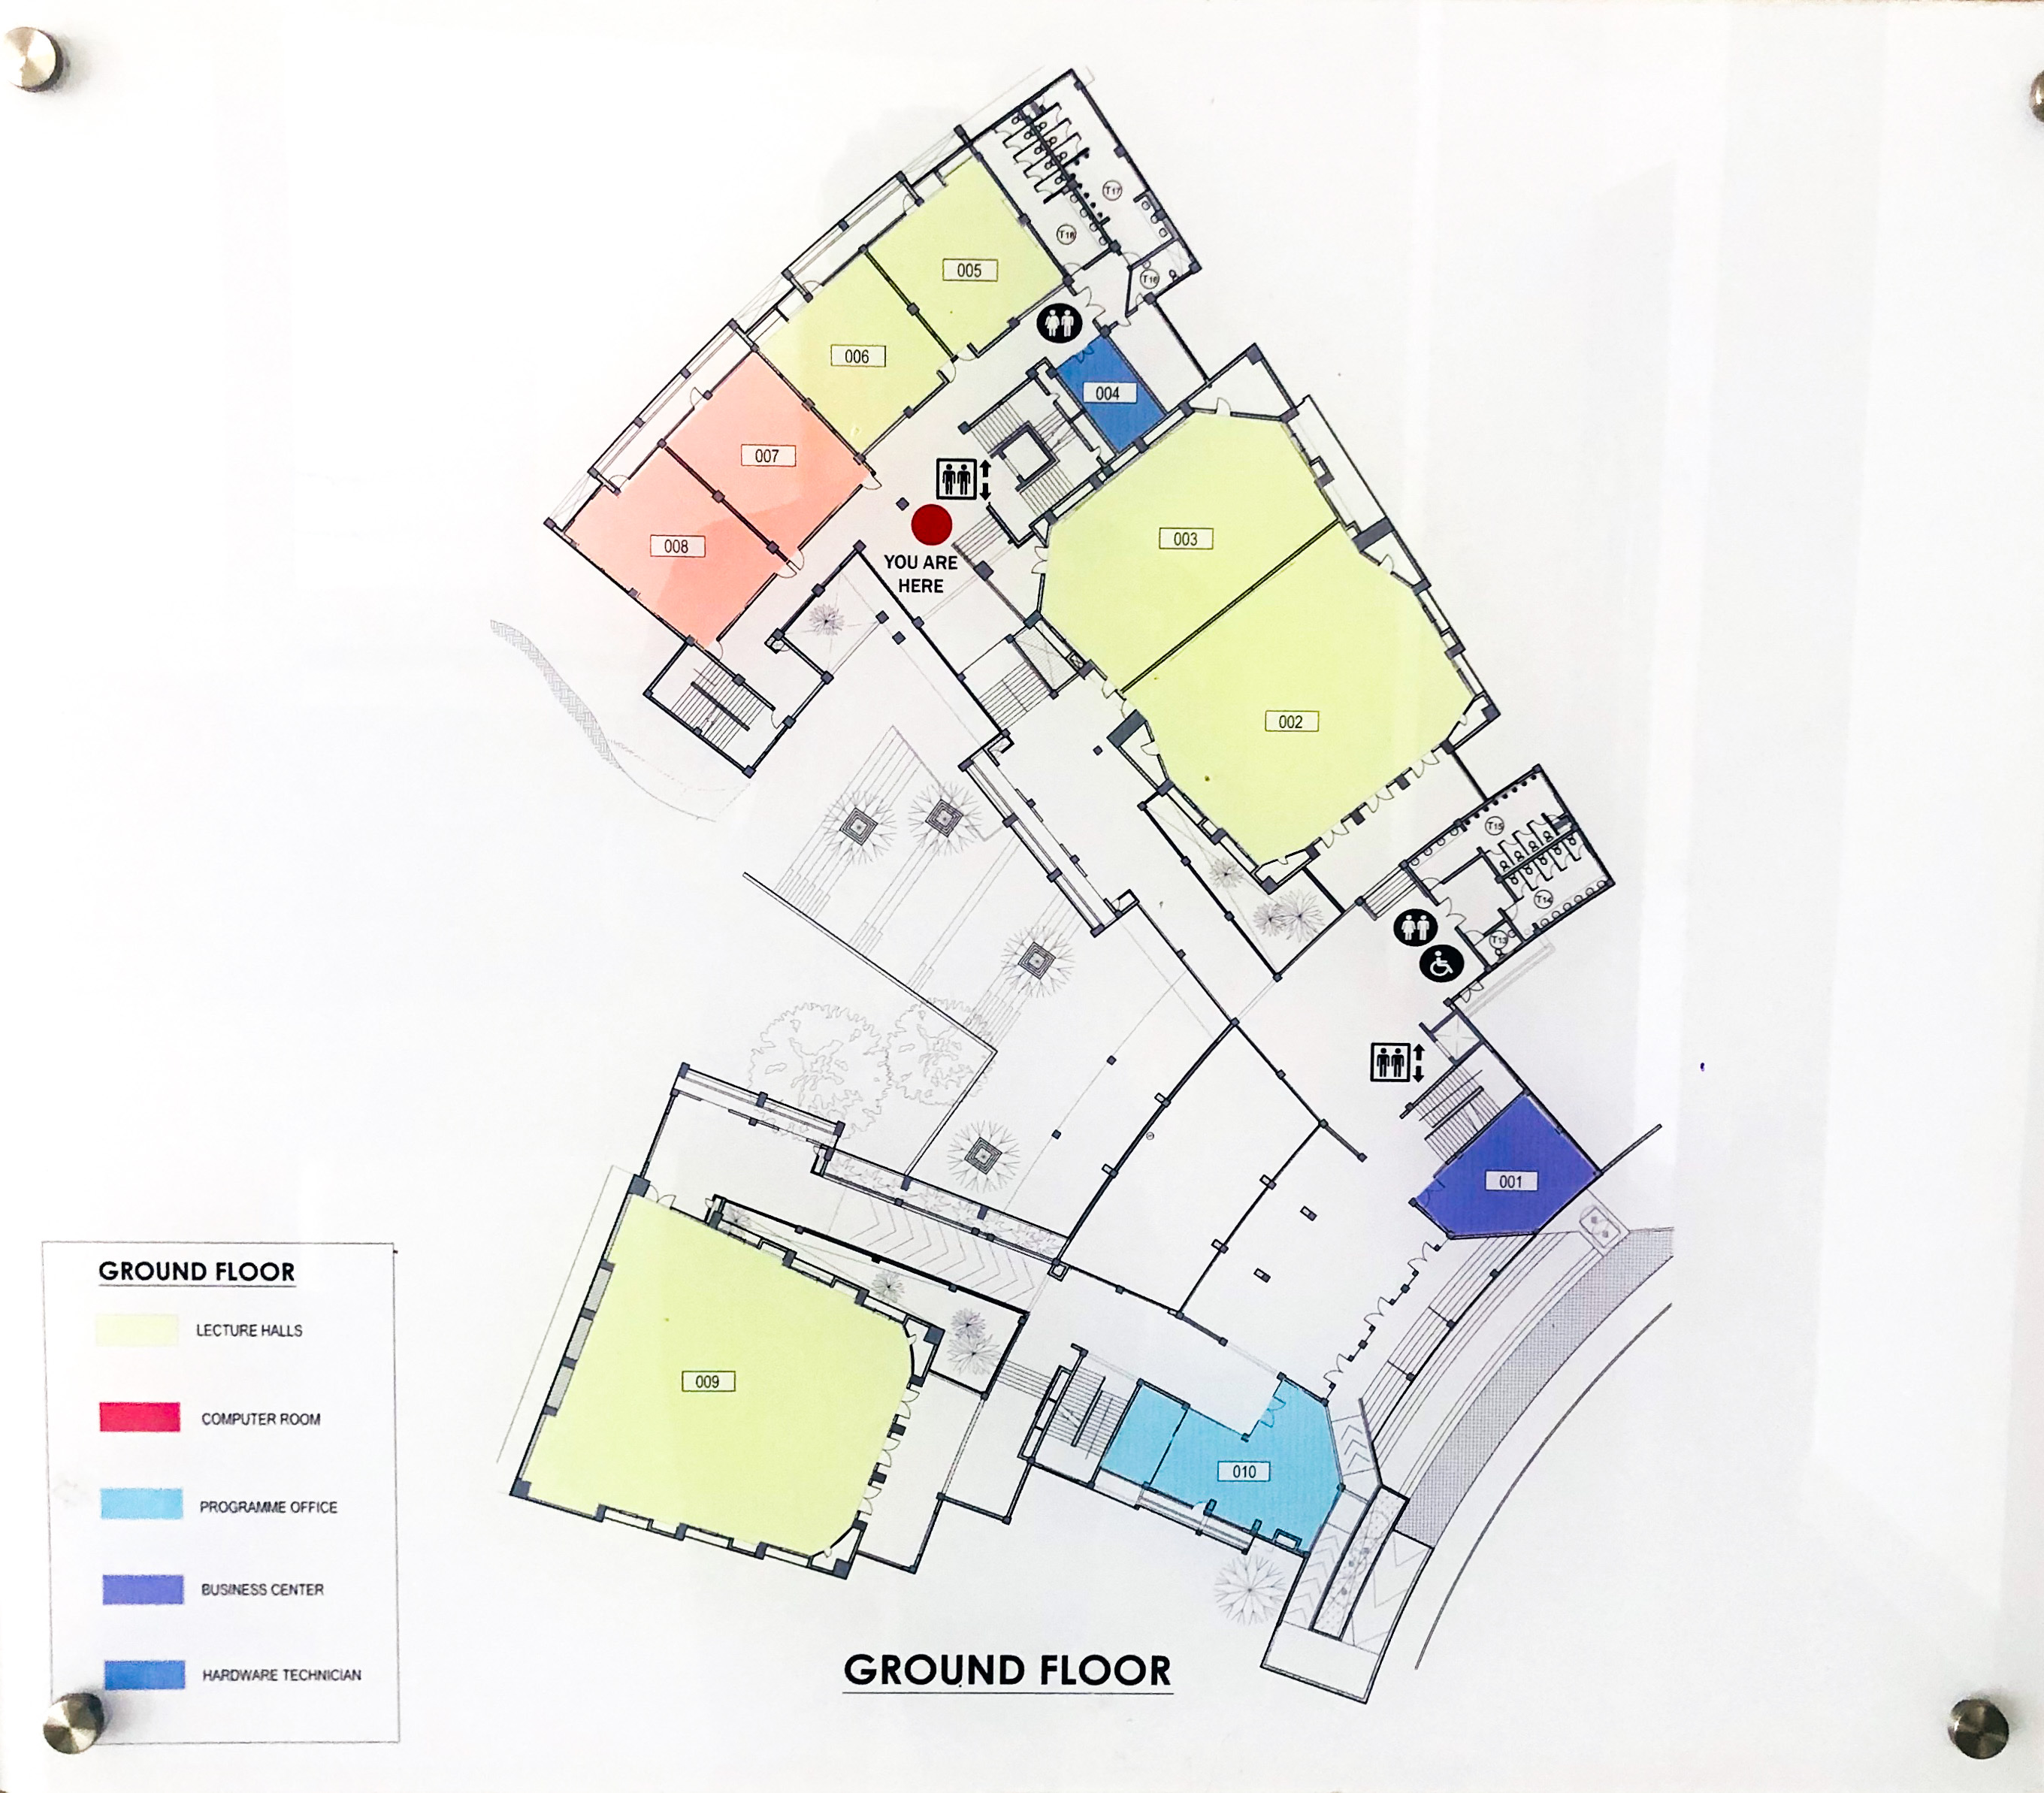 T17
T18
005
T16
006
004
007
003
008
YOU ARE
HERE
002
T15
T14
T13
001
GROUND FLOOR
LECTURE HALLS
009
COMPUTER ROOM
010
PROGRAMME OFFICE
BUSINESS CENTER
GROUND FLOOR
HARDWARE TECHNICIAN